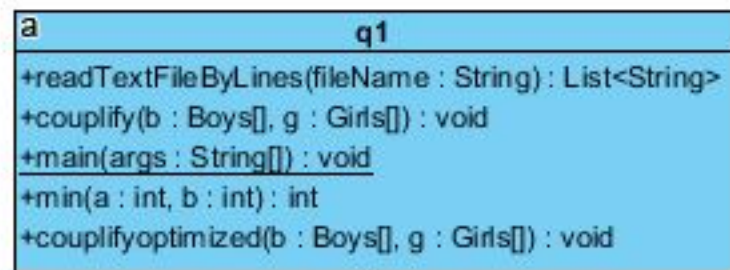 a
q1
+readTextFileByLines(fileName : String) : List<String>
+couplify(b : Boys[], g : Girls[]) : void
+main(args : String[]) : void
+min(a : int, b : int) : int
+couplifyoptimized(b : Boys[], g : Girls[]) : void